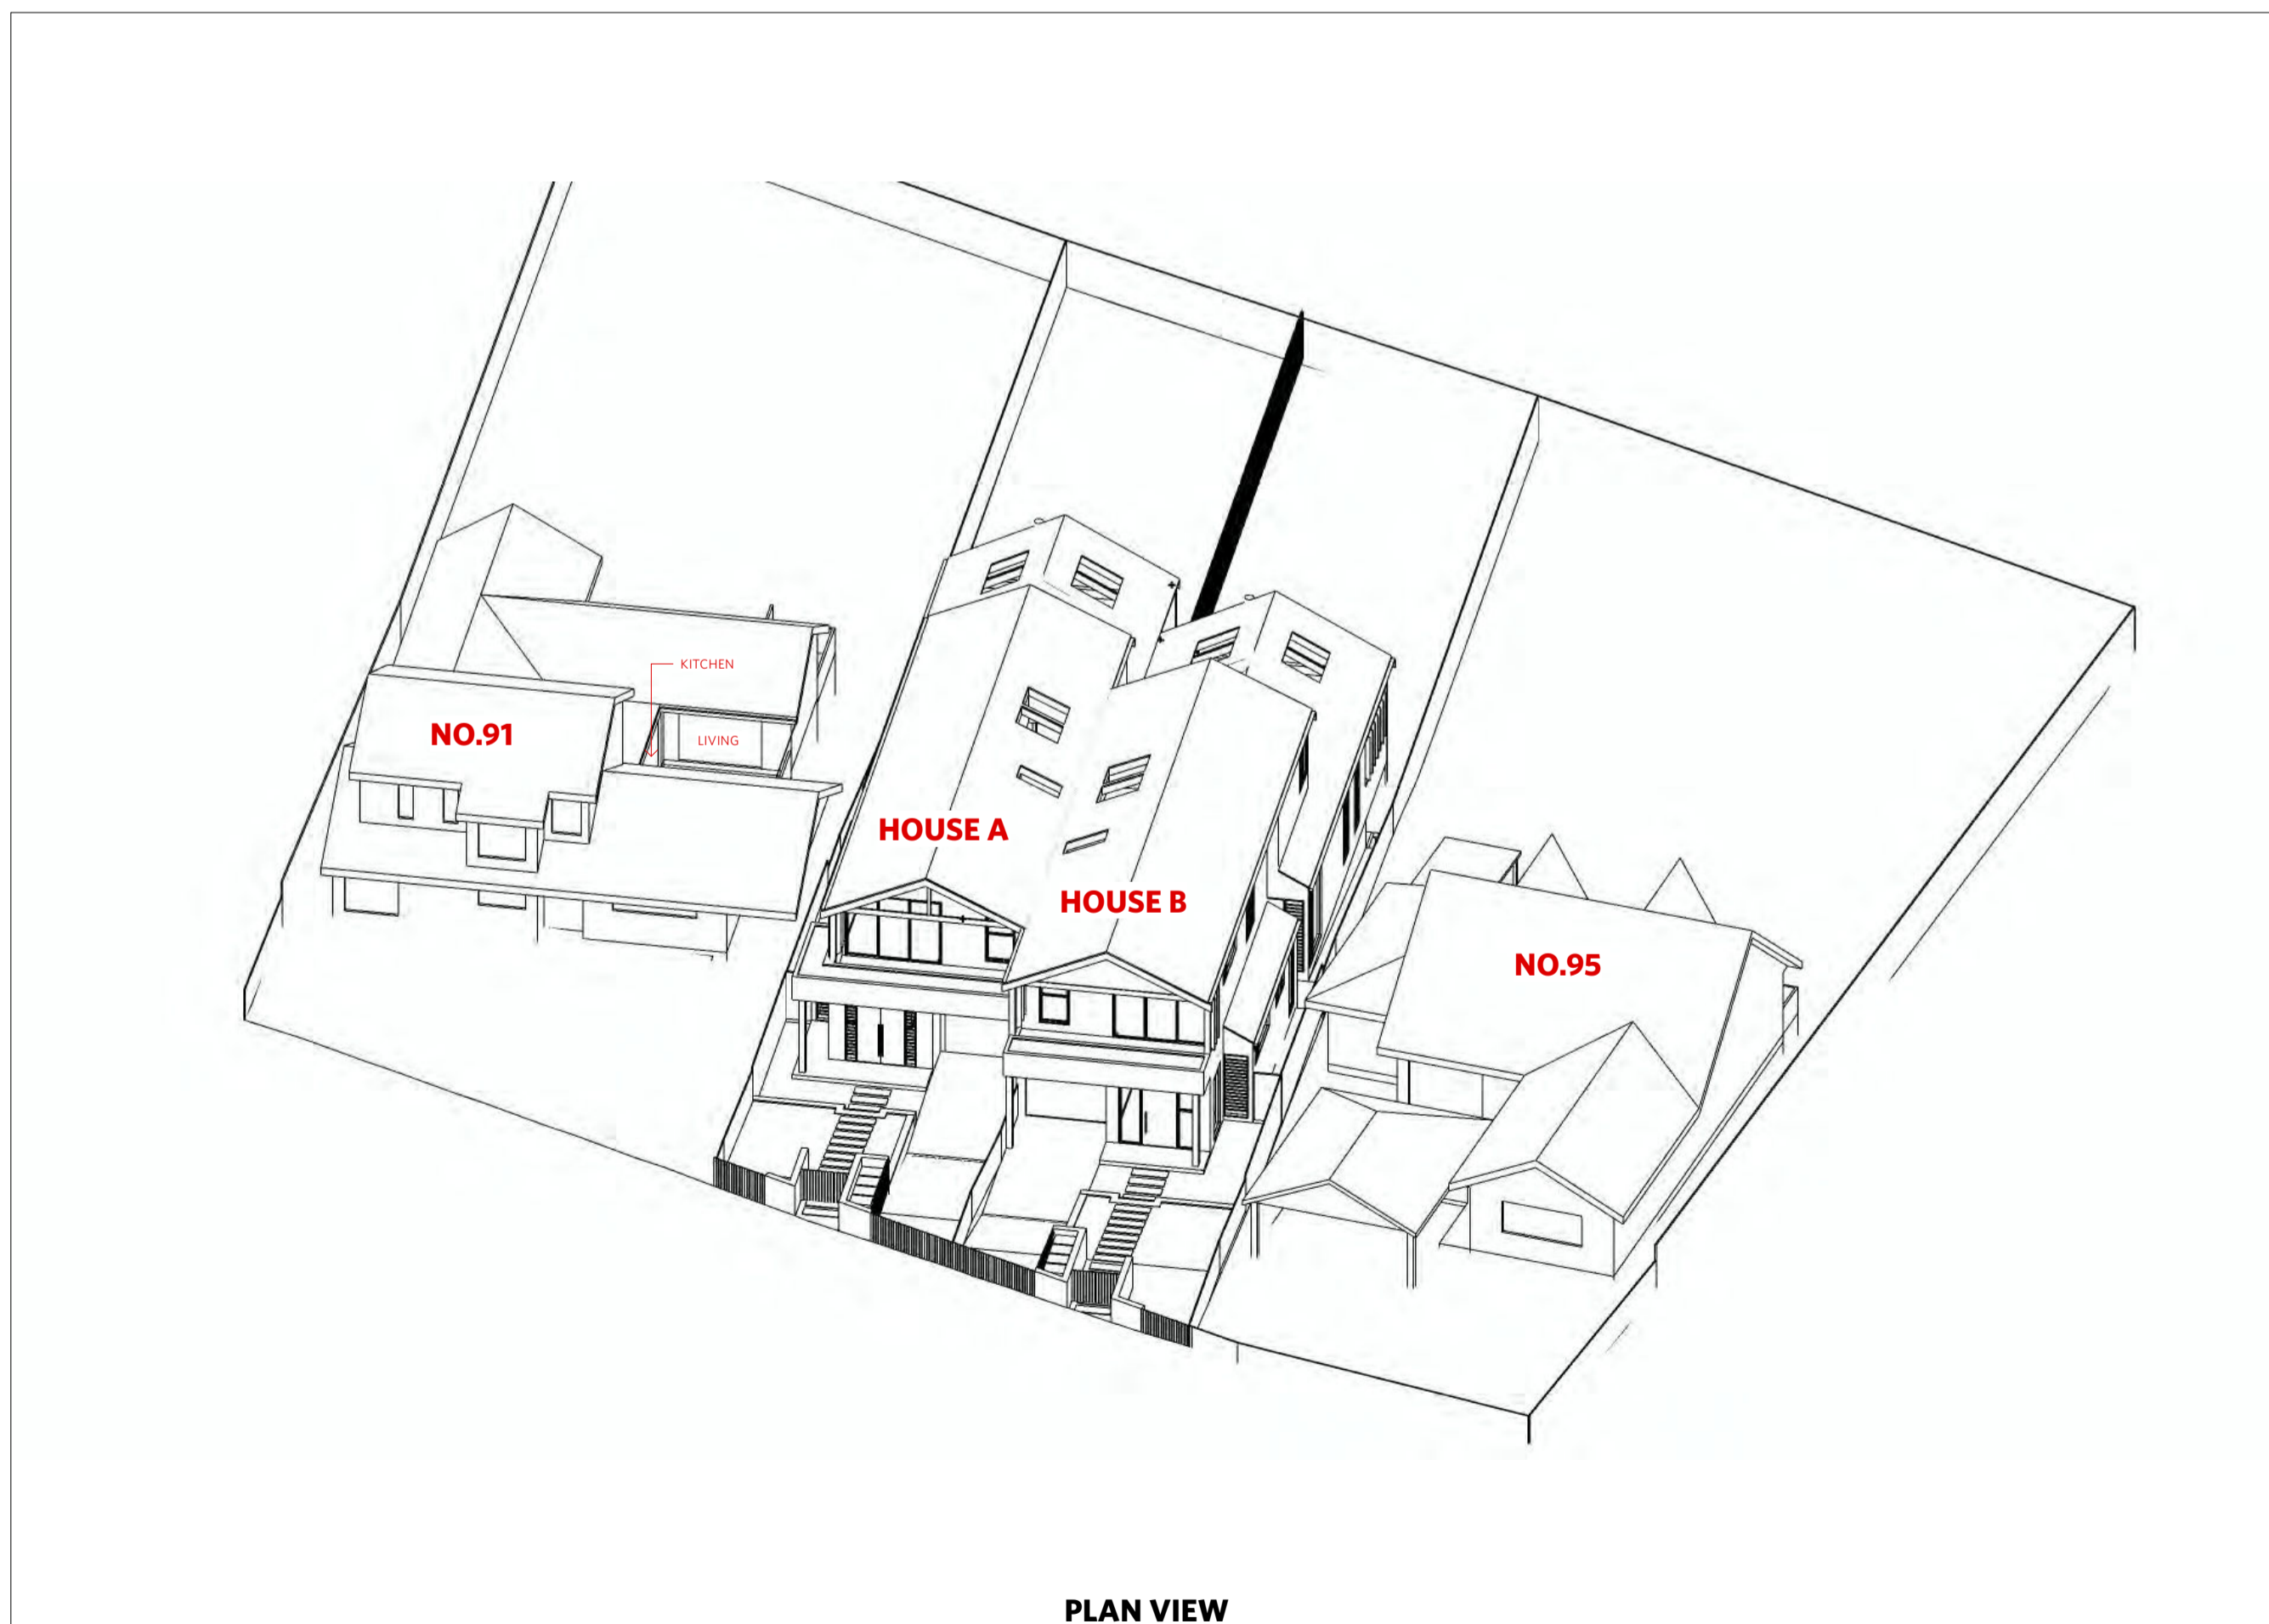 KITCHEN
NO.91
LIVING
HOUSE A
HOUSE B
NO.95
PLAN VIEW